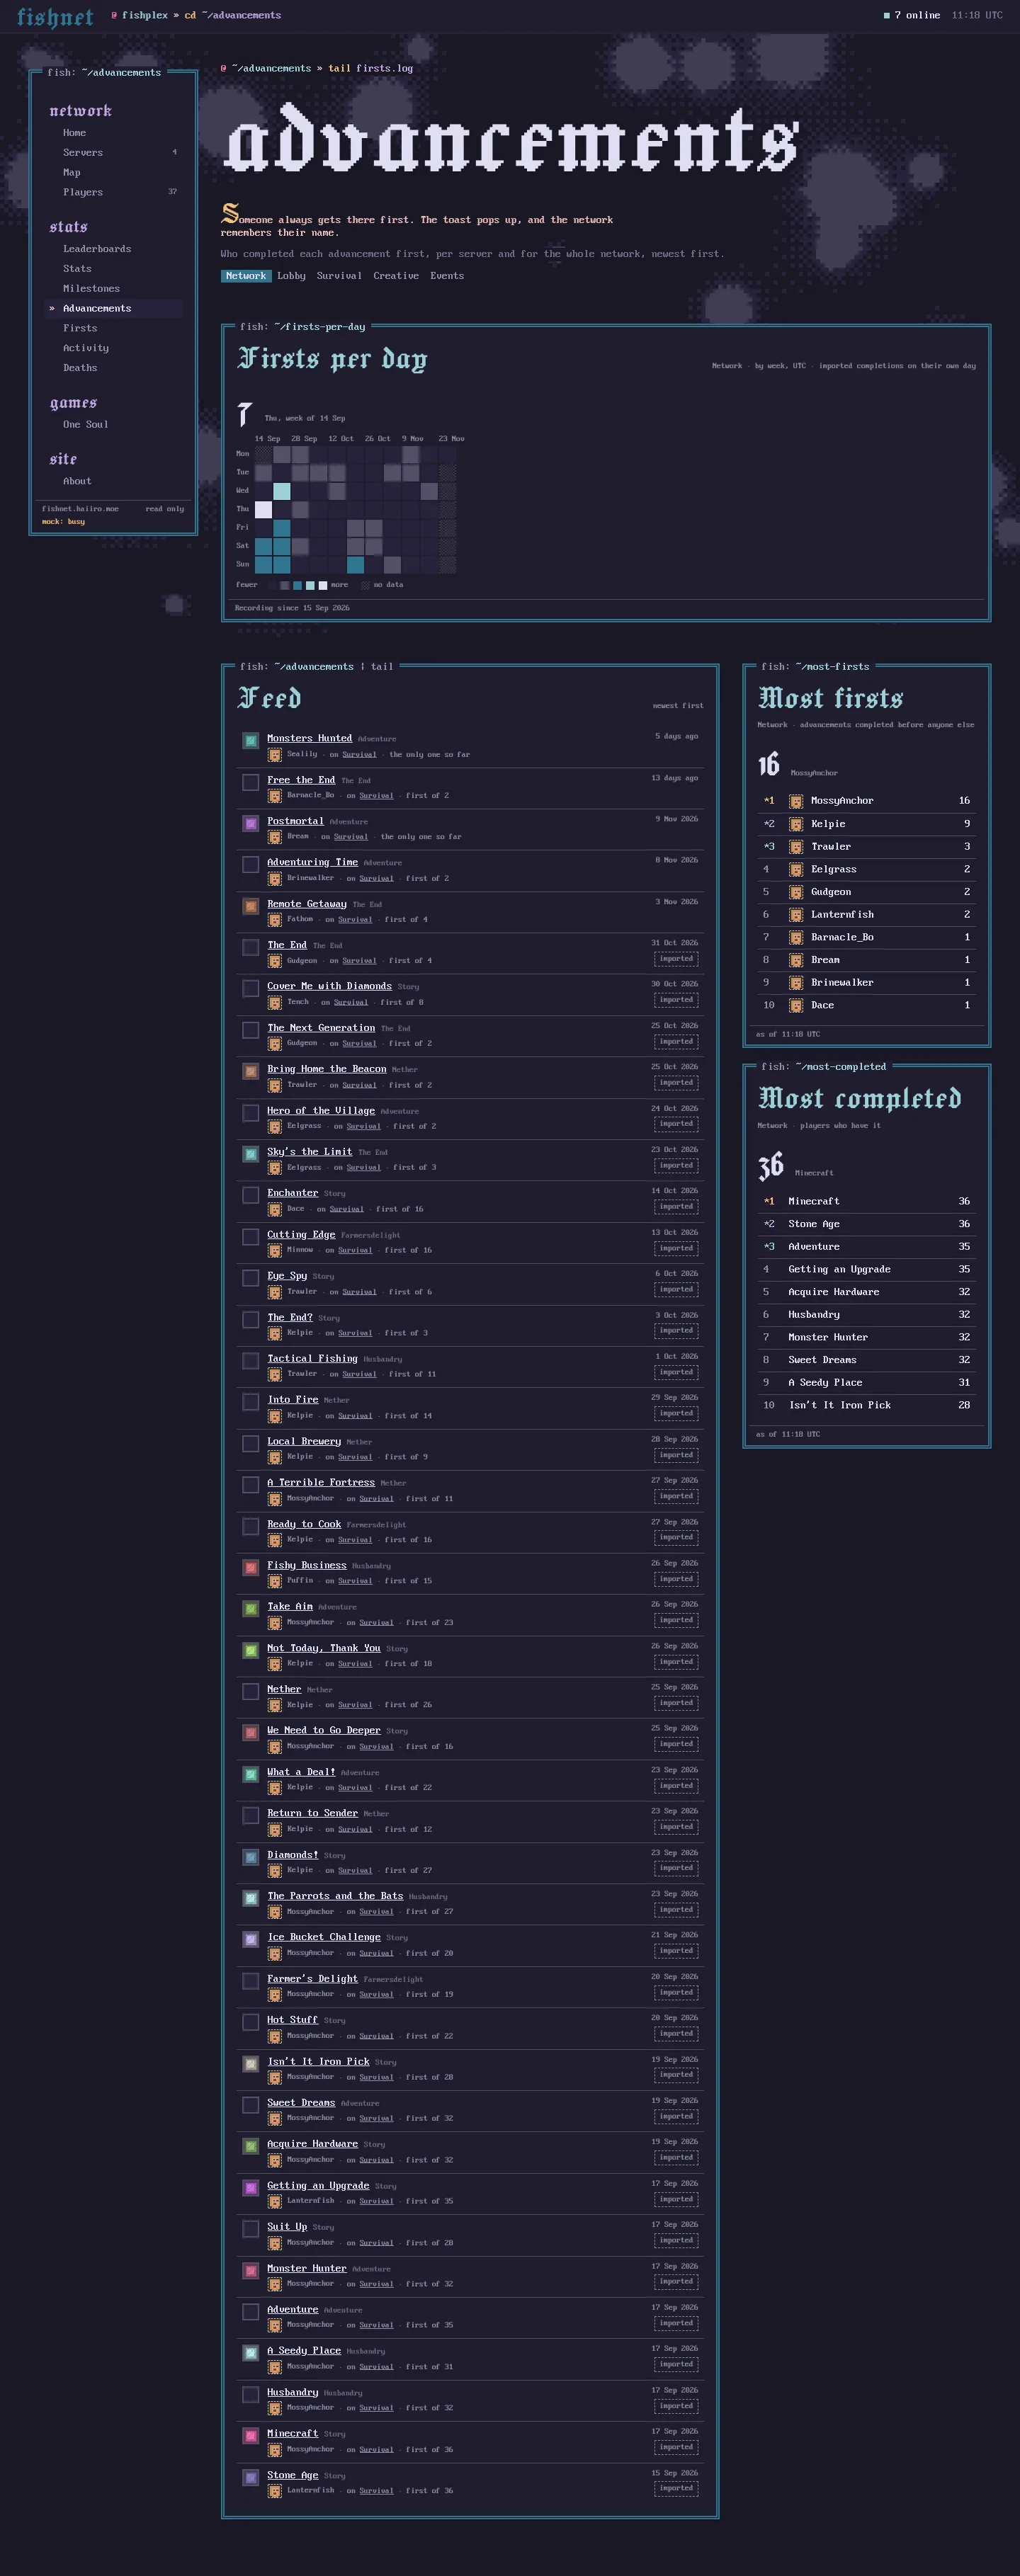 fishnet @ fishplex » cd ~/advancements 7 online 11:18 UTC
fish: ~/advancements
network
Home
Servers 4
Map
Players 37
stats
Leaderboards
Stats
Milestones
» Advancements
Firsts
Activity
Deaths
games
One Soul
site
About
fishnet.haiiro.moe read only
mock: busy
@ ~/advancements » tail firsts.log
advancements
Someone always gets there first. The toast pops up, and the network
remembers their name.
Who completed each advancement first, per server and for the whole network, newest first.
Network Lobby Survival Creative Events
fish: ~/firsts-per-day
Firsts per day
Network · by week, UTC · imported completions on their own day
7 Thu, week of 14 Sep
14 Sep 28 Sep 12 Oct 26 Oct 9 Nov 23 Nov
Mon
Tue
Wed
Thu
Fri
Sat
Sun
fewer more no data
Recording since 15 Sep 2026
fish: ~/advancements | tail
Feed
newest first
Monsters Hunted Adventure 5 days ago
Sealily · on Survival · the only one so far
Free the End The End 13 days ago
Barnacle_Bo · on Survival · first of 2
Postmortal Adventure 9 Nov 2026
Bream · on Survival · the only one so far
Adventuring Time Adventure 8 Nov 2026
Brinewalker · on Survival · first of 2
Remote Getaway The End 3 Nov 2026
Fathom · on Survival · first of 4
The End The End 31 Oct 2026
Gudgeon · on Survival · first of 4 imported
Cover Me with Diamonds Story 30 Oct 2026
Tench · on Survival · first of 8 imported
The Next Generation The End 25 Oct 2026
Gudgeon · on Survival · first of 2 imported
Bring Home the Beacon Nether 25 Oct 2026
Trawler · on Survival · first of 2 imported
Hero of the Village Adventure 24 Oct 2026
Eelgrass · on Survival · first of 2 imported
Sky's the Limit The End 23 Oct 2026
Eelgrass · on Survival · first of 3 imported
Enchanter Story 14 Oct 2026
Dace · on Survival · first of 16 imported
Cutting Edge Farmersdelight 13 Oct 2026
Minnow · on Survival · first of 16 imported
Eye Spy Story 6 Oct 2026
Trawler · on Survival · first of 6 imported
The End? Story 3 Oct 2026
Kelpie · on Survival · first of 3 imported
Tactical Fishing Husbandry 1 Oct 2026
Trawler · on Survival · first of 11 imported
Into Fire Nether 29 Sep 2026
Kelpie · on Survival · first of 14 imported
Local Brewery Nether 28 Sep 2026
Kelpie · on Survival · first of 9 imported
A Terrible Fortress Nether 27 Sep 2026
MossyAnchor · on Survival · first of 11 imported
Ready to Cook Farmersdelight 27 Sep 2026
Kelpie · on Survival · first of 16 imported
Fishy Business Husbandry 26 Sep 2026
Puffin · on Survival · first of 15 imported
Take Aim Adventure 26 Sep 2026
MossyAnchor · on Survival · first of 23 imported
Not Today, Thank You Story 26 Sep 2026
Kelpie · on Survival · first of 18 imported
Nether Nether 25 Sep 2026
Kelpie · on Survival · first of 26 imported
We Need to Go Deeper Story 25 Sep 2026
MossyAnchor · on Survival · first of 16 imported
What a Deal! Adventure 23 Sep 2026
Kelpie · on Survival · first of 22 imported
Return to Sender Nether 23 Sep 2026
Kelpie · on Survival · first of 12 imported
Diamonds! Story 23 Sep 2026
Kelpie · on Survival · first of 27 imported
The Parrots and the Bats Husbandry 23 Sep 2026
MossyAnchor · on Survival · first of 27 imported
Ice Bucket Challenge Story 21 Sep 2026
MossyAnchor · on Survival · first of 20 imported
Farmer's Delight Farmersdelight 20 Sep 2026
MossyAnchor · on Survival · first of 19 imported
Hot Stuff Story 20 Sep 2026
MossyAnchor · on Survival · first of 22 imported
Isn't It Iron Pick Story 19 Sep 2026
MossyAnchor · on Survival · first of 28 imported
Sweet Dreams Adventure 19 Sep 2026
MossyAnchor · on Survival · first of 32 imported
Acquire Hardware Story 19 Sep 2026
MossyAnchor · on Survival · first of 32 imported
Getting an Upgrade Story 17 Sep 2026
Lanternfish · on Survival · first of 35 imported
Suit Up Story 17 Sep 2026
MossyAnchor · on Survival · first of 28 imported
Monster Hunter Adventure 17 Sep 2026
MossyAnchor · on Survival · first of 32 imported
Adventure Adventure 17 Sep 2026
MossyAnchor · on Survival · first of 35 imported
A Seedy Place Husbandry 17 Sep 2026
MossyAnchor · on Survival · first of 31 imported
Husbandry Husbandry 17 Sep 2026
MossyAnchor · on Survival · first of 32 imported
Minecraft Story 17 Sep 2026
MossyAnchor · on Survival · first of 36 imported
Stone Age Story 15 Sep 2026
Lanternfish · on Survival · first of 36 imported
fish: ~/most-firsts
Most firsts
Network · advancements completed before anyone else
16 MossyAnchor
*1 MossyAnchor 16
*2 Kelpie 9
*3 Trawler 3
4 Eelgrass 2
5 Gudgeon 2
6 Lanternfish 2
7 Barnacle_Bo 1
8 Bream 1
9 Brinewalker 1
10 Dace 1
as of 11:18 UTC
fish: ~/most-completed
Most completed
Network · players who have it
36 Minecraft
*1 Minecraft 36
*2 Stone Age 36
*3 Adventure 35
4 Getting an Upgrade 35
5 Acquire Hardware 32
6 Husbandry 32
7 Monster Hunter 32
8 Sweet Dreams 32
9 A Seedy Place 31
10 Isn't It Iron Pick 28
as of 11:18 UTC